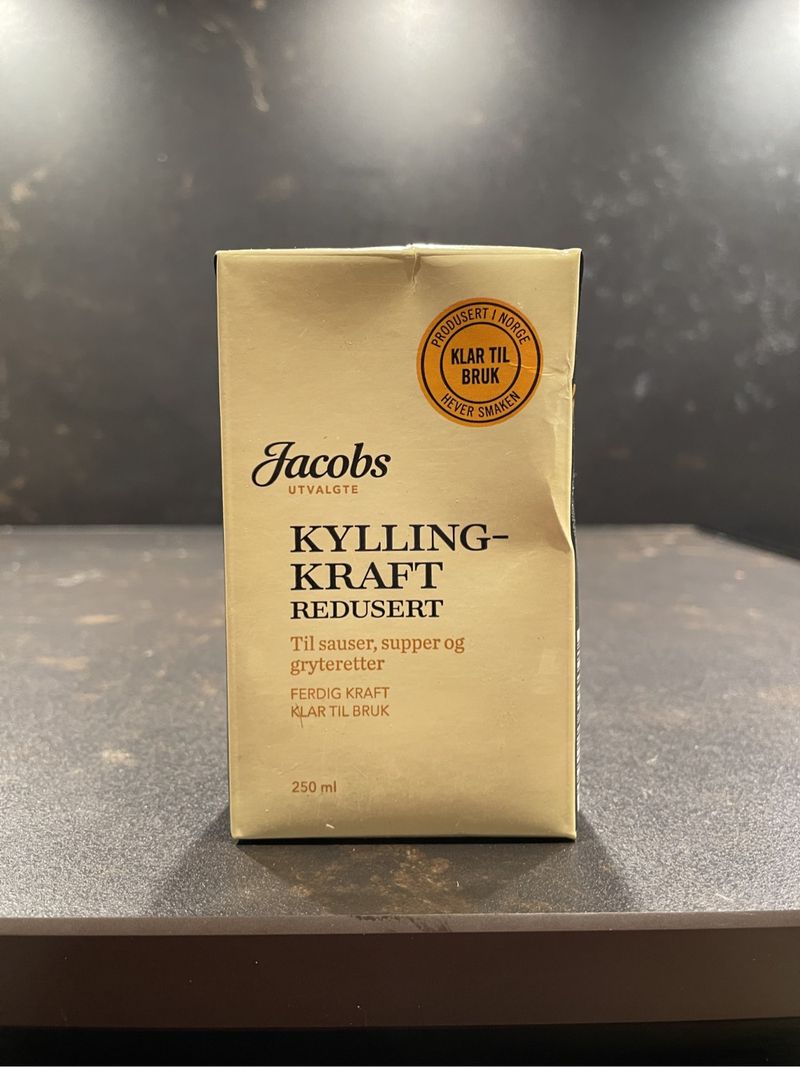 PRODUSERT I NORGE
KLAR TIL
BRUK
HEVER SMAKEN
Jacobs
UTVALGTE
KYLLING-
KRAFT
REDUSERT
Til sauser, supper og
gryteretter
FERDIG KRAFT
KLAR TIL BRUK
250 ml